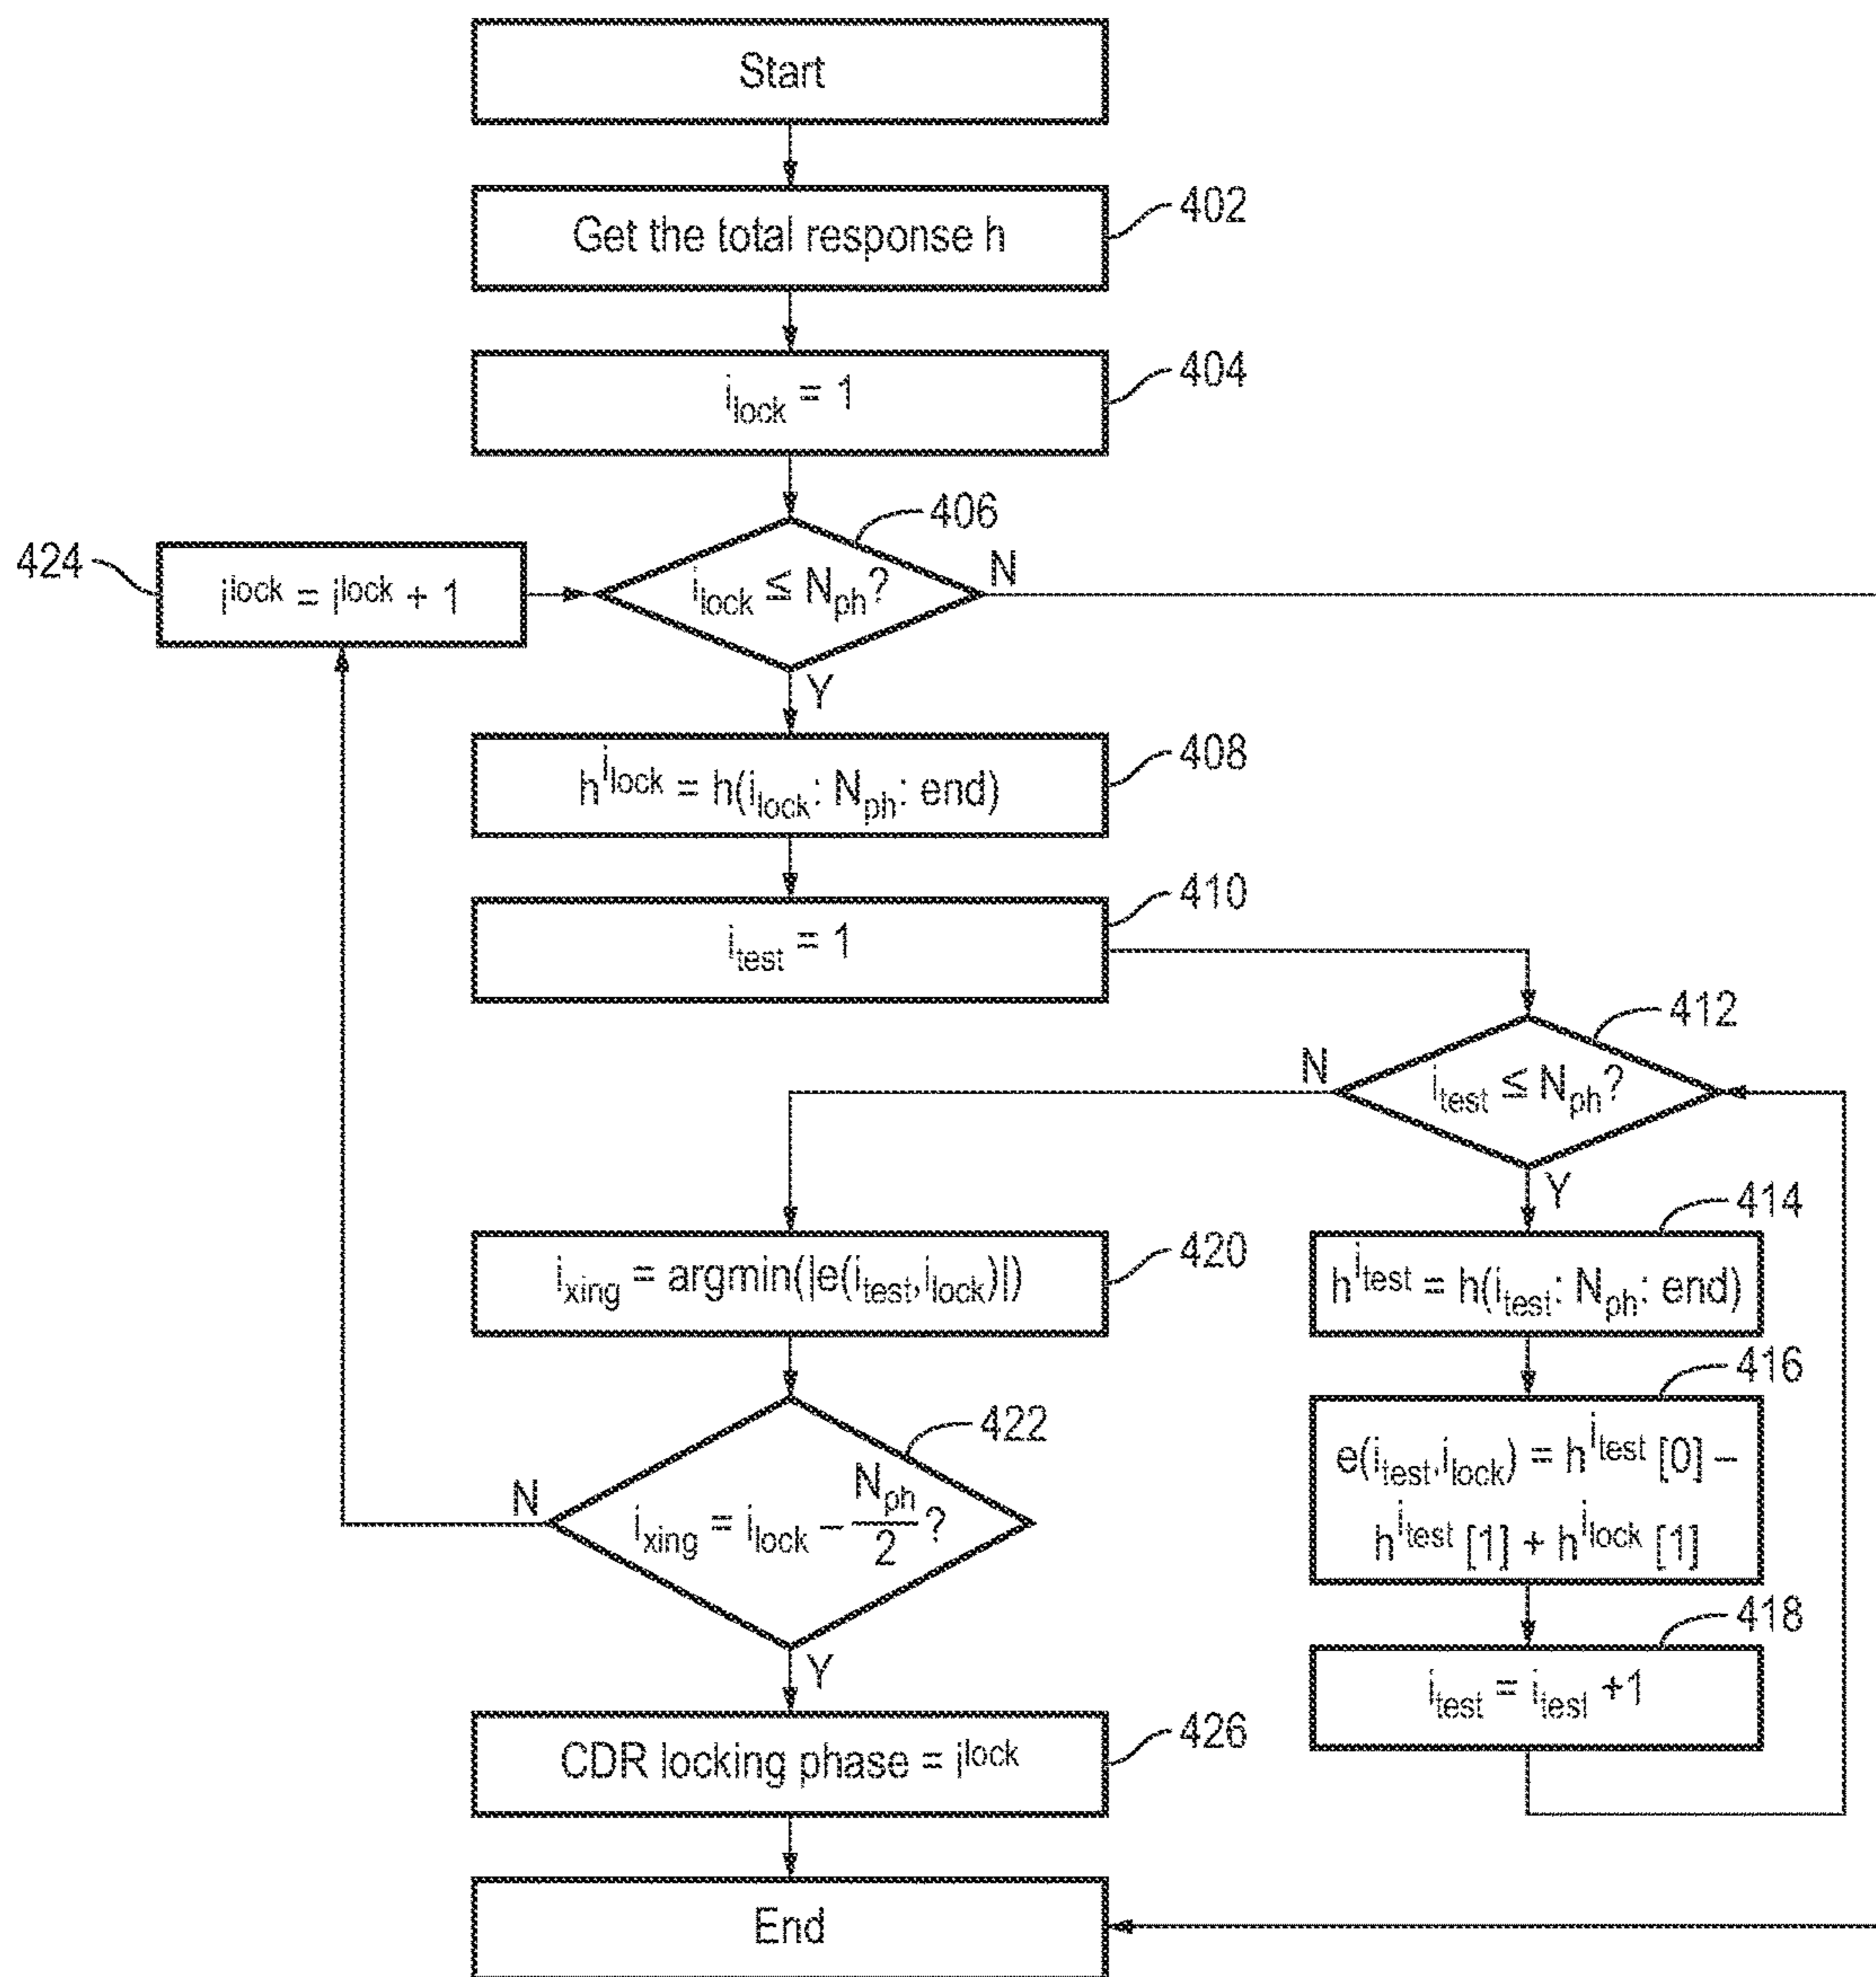 Start
Get the total response h
402
i_lock = 1
404
406
i_lock ≤ N_ph?
N
Y
424
i^lock = i^lock + 1
h^i_lock = h(i_lock: N_ph: end)
408
i_test = 1
410
412
i_test ≤ N_ph?
N
Y
414
h^i_test = h(i_test: N_ph: end)
416
e(i_test,i_lock) = h^i_test [0] –
h^i_test [1] + h^i_lock [1]
418
i_test = i_test +1
i_xing = argmin(|e(i_test,i_lock)|)
420
422
i_xing = i_lock – N_ph/2 ?
N
Y
CDR locking phase = i^lock
426
End